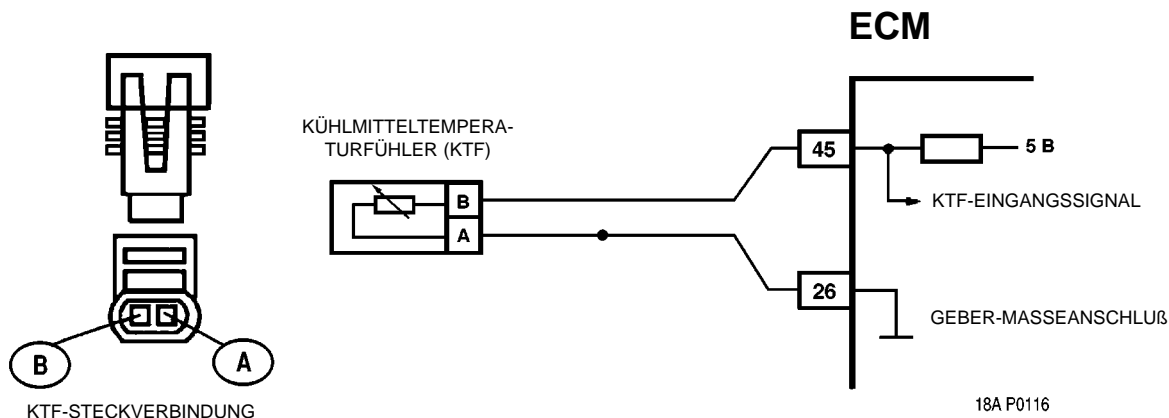 ECM
KÜHLMITTELTEMPERA-
TURFÜHLER (KTF)
B
A
45
5 B
KTF-EINGANGSSIGNAL
26
GEBER-MASSEANSCHLUß
B
A
KTF-STECKVERBINDUNG
18A P0116